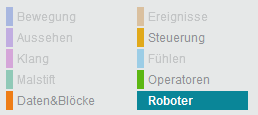 Bewegung
Aussehen
Klang
Malstift
Daten&Blöcke
Ereignisse
Steuerung
Fühlen
Operatoren
Roboter